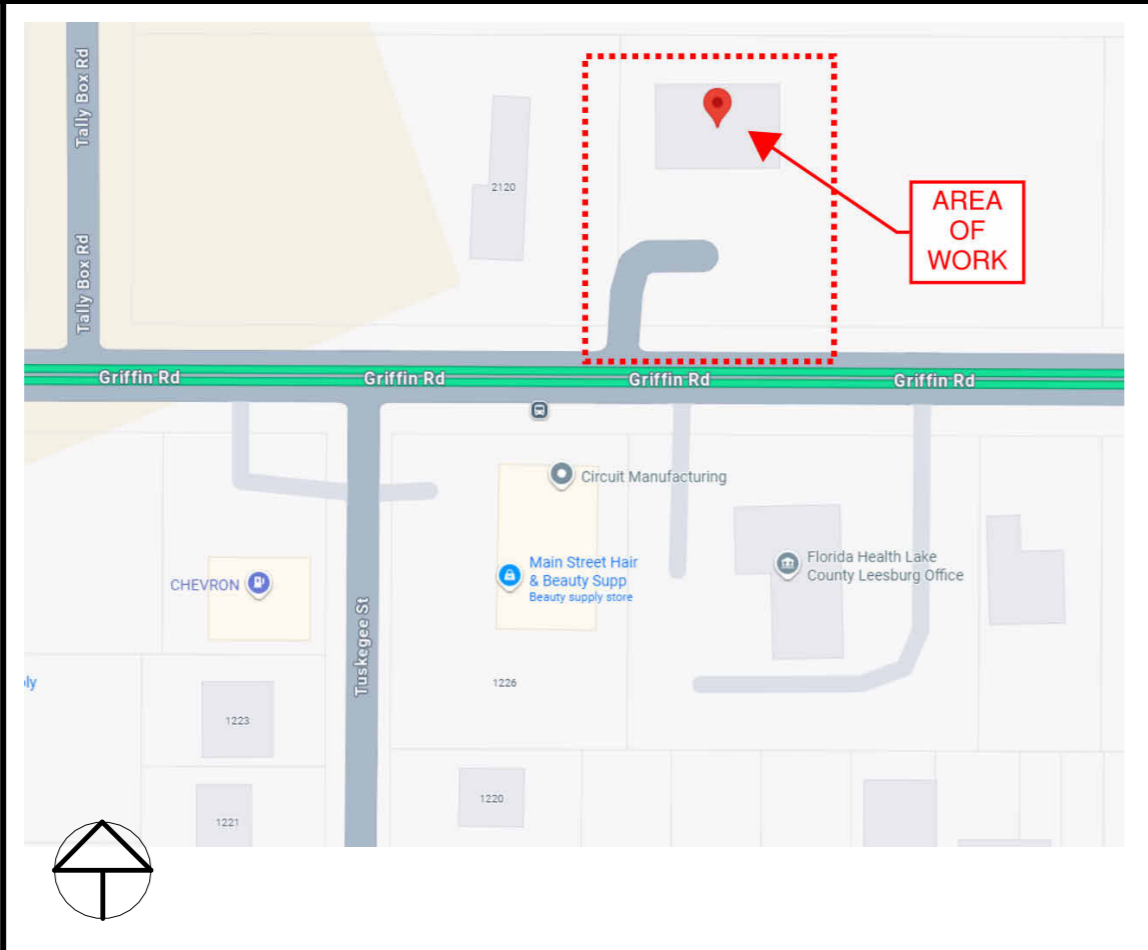 Tally Box Rd
Tally Box Rd
2120
AREA
OF
WORK
Griffin Rd
Griffin Rd
Griffin Rd
Griffin Rd
Circuit Manufacturing
CHEVRON
Main Street Hair
& Beauty Supp
Beauty supply store
Florida Health Lake
County Leesburg Office
Tuskegee St
ly
1223
1226
1220
1221